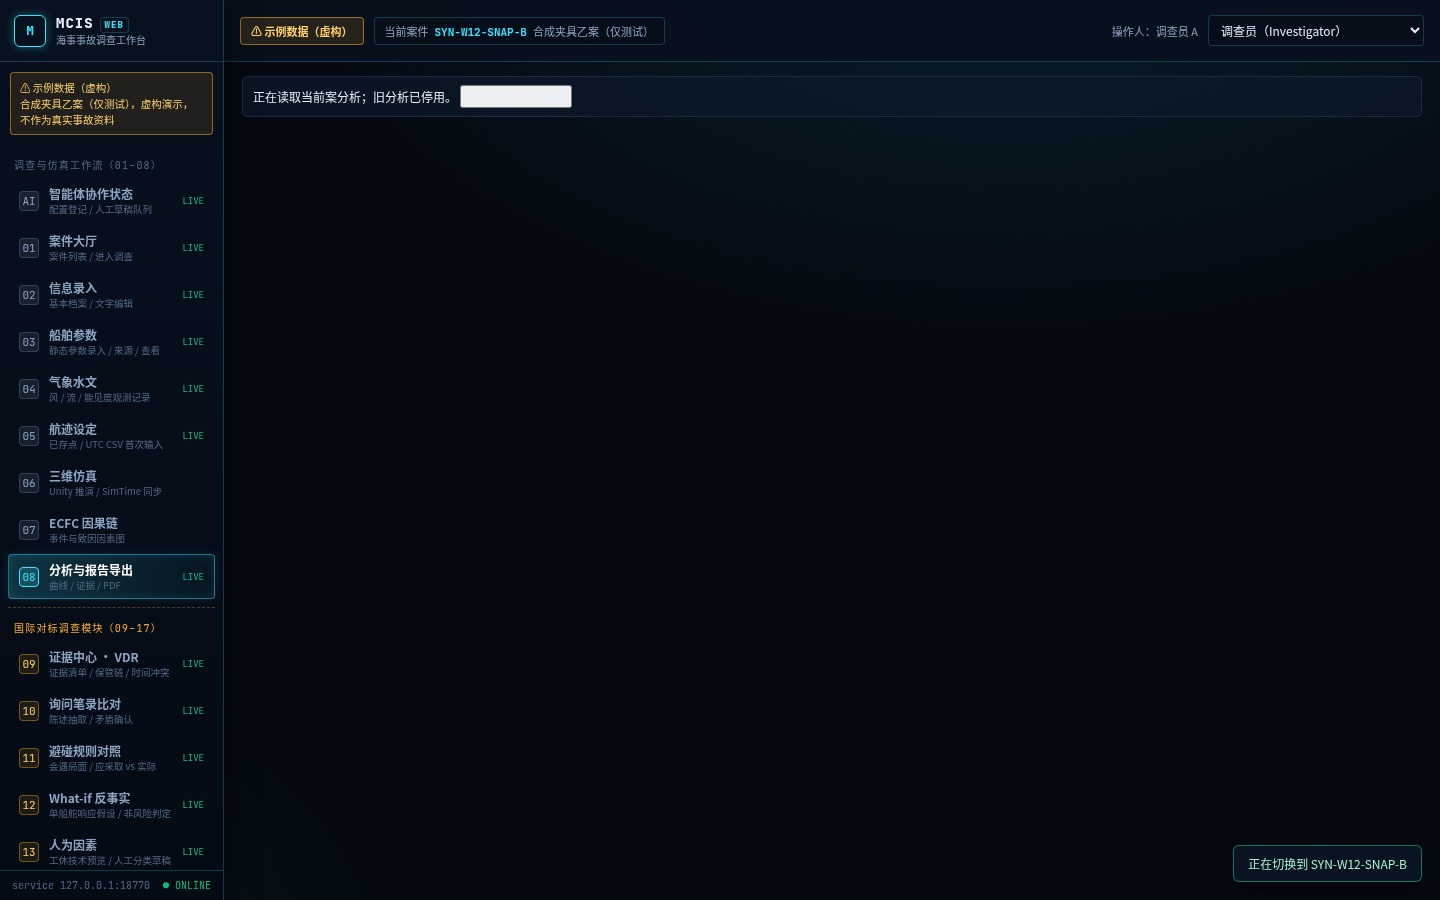 M
MCIS WEB
海事事故调查工作台
⚠ 示例数据（虚构）
当前案件 SYN-W12-SNAP-B 合成夹具乙案（仅测试）
操作人：调查员 A
调查员（Investigator）
⚠ 示例数据（虚构）
合成夹具乙案（仅测试），虚构演示，
不作为真实事故资料
正在读取当前案分析；旧分析已停用。
调查与仿真工作流（01–08）
AI 智能体协作状态 LIVE
配置登记 / 人工草稿队列
01 案件大厅 LIVE
案件列表 / 进入调查
02 信息录入 LIVE
基本档案 / 文字编辑
03 船舶参数 LIVE
静态参数录入 / 来源 / 查看
04 气象水文 LIVE
风 / 流 / 能见度观测记录
05 航迹设定 LIVE
已存点 / UTC CSV 首次输入
06 三维仿真
Unity 推演 / SimTime 同步
07 ECFC 因果链
事件与致因因素图
08 分析与报告导出 LIVE
曲线 / 证据 / PDF
国际对标调查模块（09–17）
09 证据中心 · VDR LIVE
证据清单 / 保管链 / 时间冲突
10 询问笔录比对 LIVE
陈述抽取 / 矛盾确认
11 避碰规则对照 LIVE
会遇局面 / 应采取 vs 实际
12 What-if 反事实 LIVE
单船舵响应假设 / 非风险判定
13 人为因素 LIVE
工休技术预览 / 人工分类草稿
service 127.0.0.1:18770 ● ONLINE
正在切换到 SYN-W12-SNAP-B